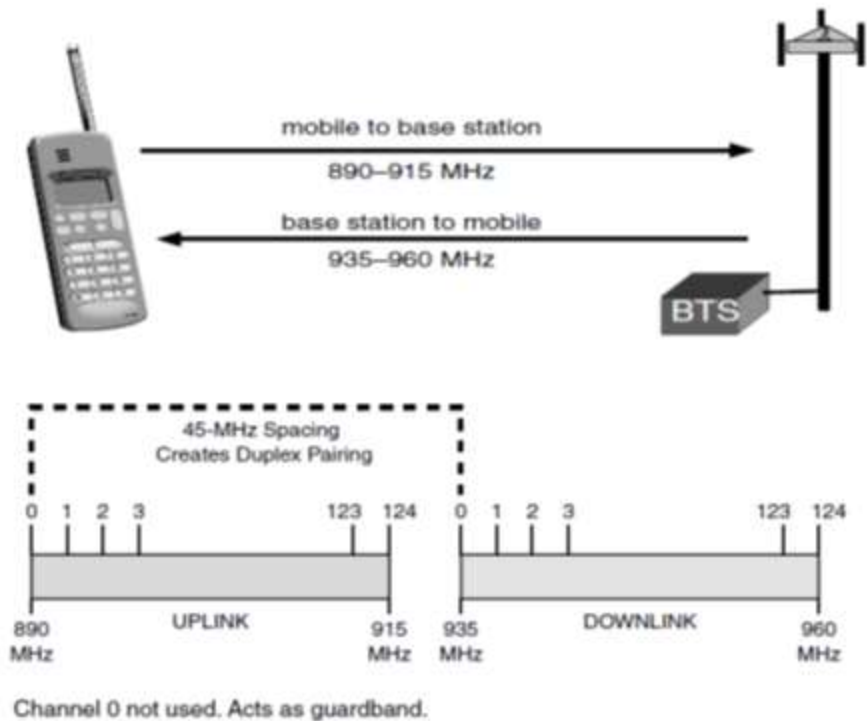 mobile to base station
890–915 MHz
base station to mobile
935–960 MHz
BTS
45-MHz Spacing
Creates Duplex Pairing
0 1 2 3 123 124 0 1 2 3 123 124
UPLINK DOWNLINK
890 915 935 960
MHz MHz MHz MHz
Channel 0 not used. Acts as guardband.